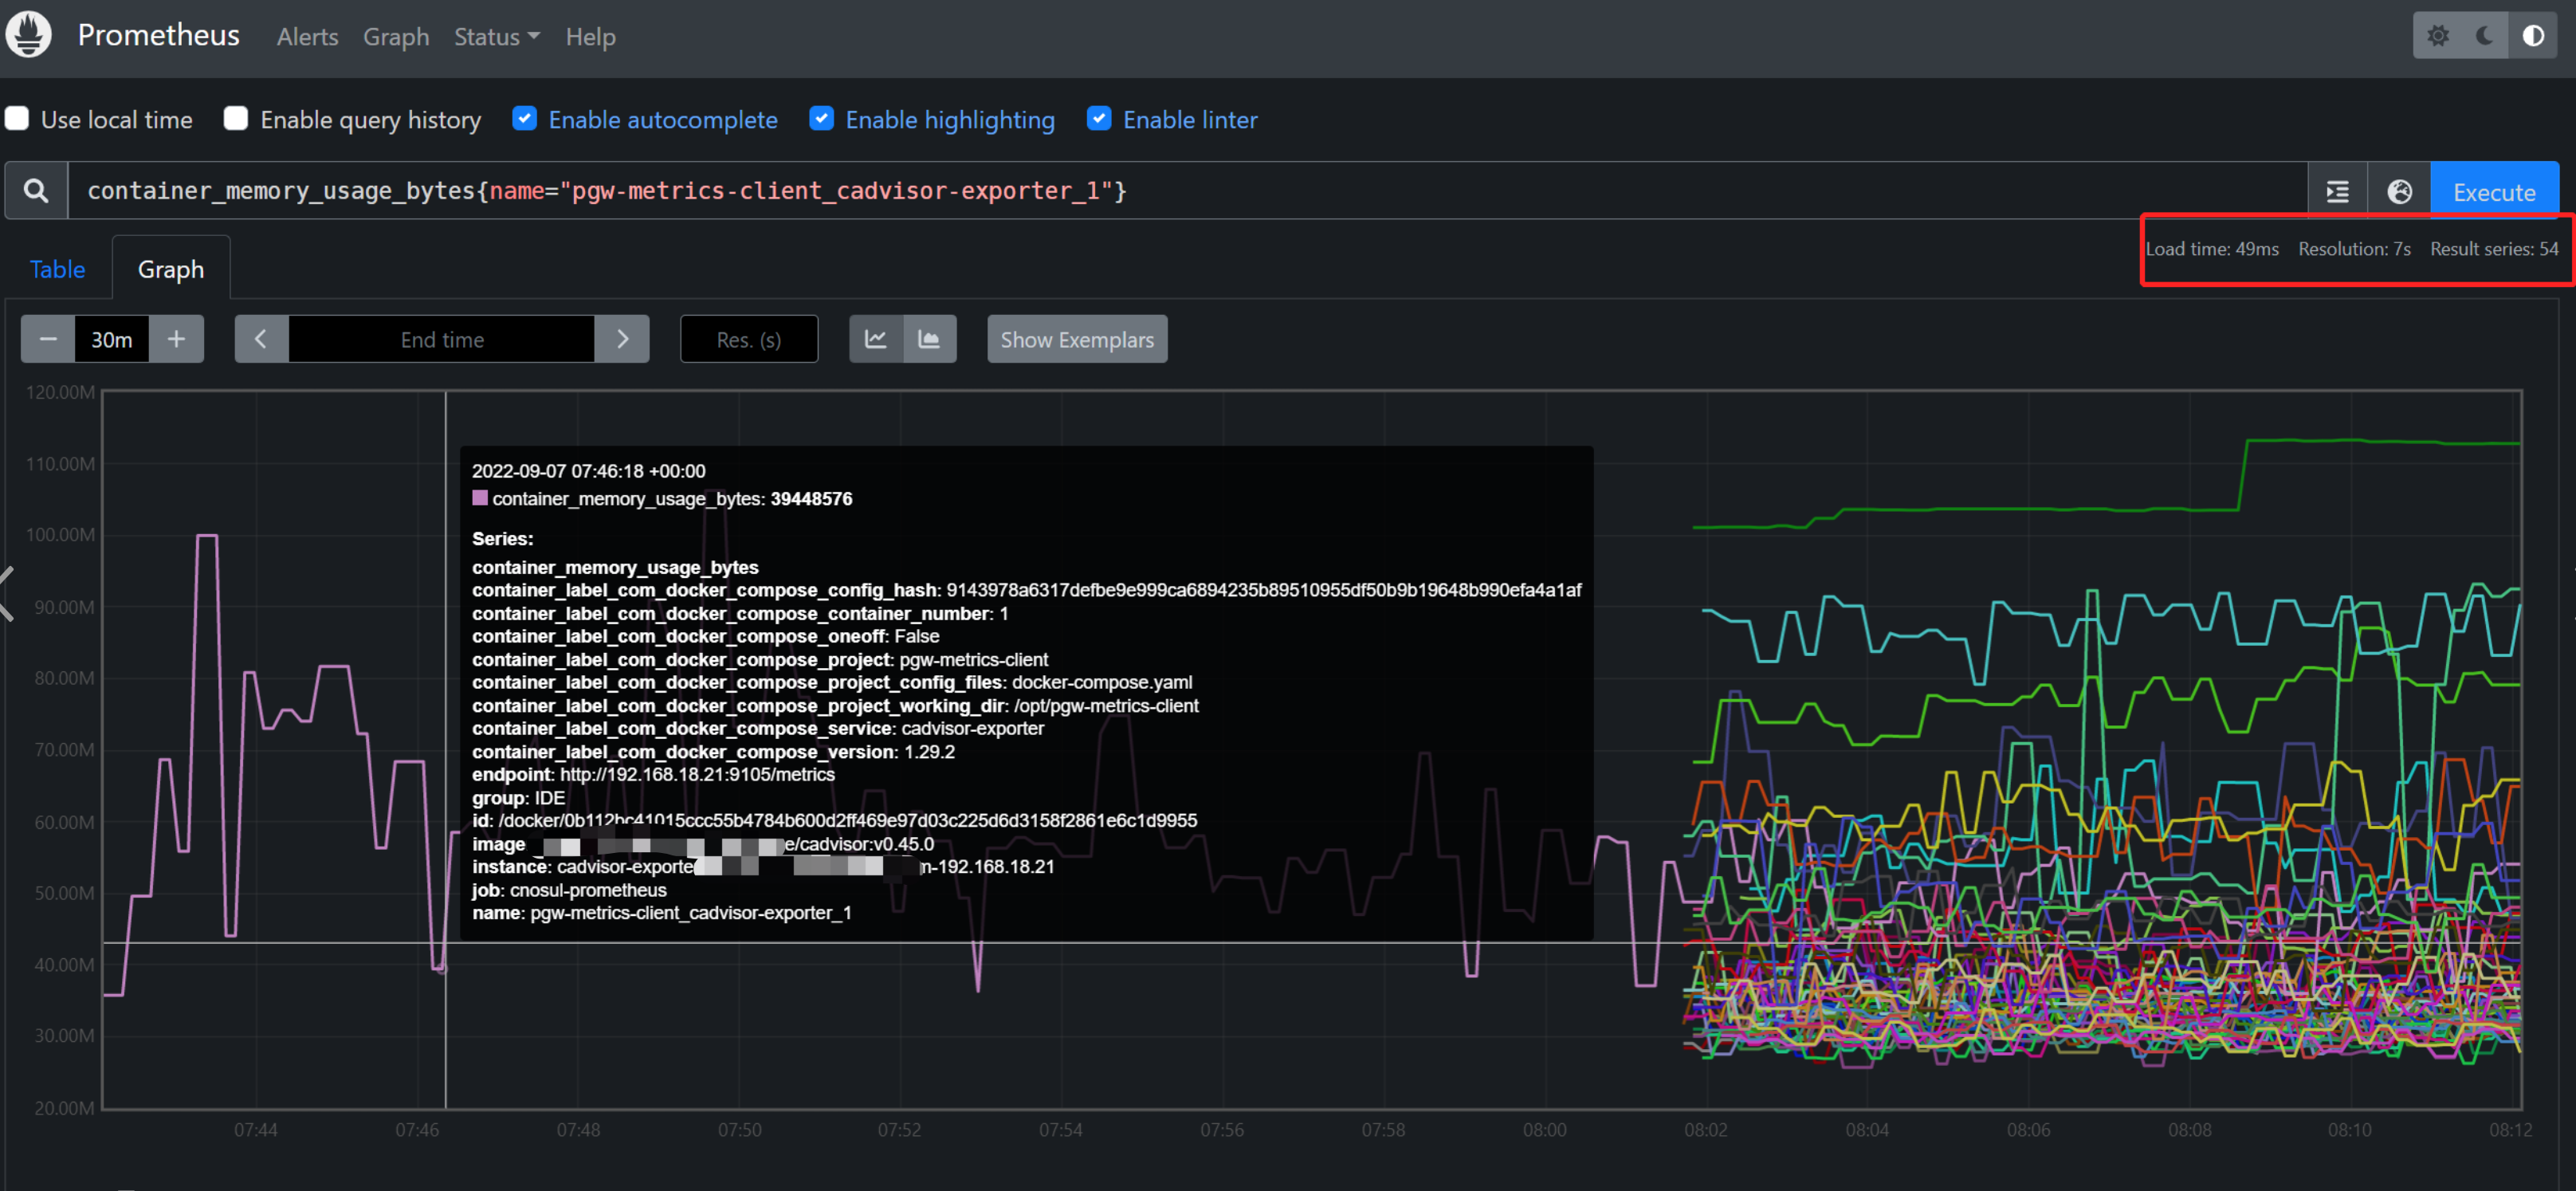 Prometheus Alerts Graph Status Help
Use local time Enable query history Enable autocomplete Enable highlighting Enable linter
container_memory_usage_bytes{name="pgw-metrics-client_cadvisor-exporter_1"} Execute
Load time: 49ms Resolution: 7s Result series: 54
Table Graph
30m End time Res. (s) Show Exemplars
120.00M
110.00M
100.00M
90.00M
80.00M
70.00M
60.00M
50.00M
40.00M
30.00M
20.00M
2022-09-07 07:46:18 +00:00
container_memory_usage_bytes: 39448576
Series:
container_memory_usage_bytes
container_label_com_docker_compose_config_hash: 9143978a6317defbe9e999ca6894235b89510955df50b9b19648b990efa4a1af
container_label_com_docker_compose_container_number: 1
container_label_com_docker_compose_oneoff: False
container_label_com_docker_compose_project: pgw-metrics-client
container_label_com_docker_compose_project_config_files: docker-compose.yaml
container_label_com_docker_compose_project_working_dir: /opt/pgw-metrics-client
container_label_com_docker_compose_service: cadvisor-exporter
container_label_com_docker_compose_version: 1.29.2
endpoint: http://192.168.18.21:9105/metrics
group: IDE
id: /docker/0b112bc41015ccc55b4784b600d2ff469e97d03c225d6d3158f2861e6c1d9955
image e/cadvisor:v0.45.0
instance: cadvisor-exporte m-192.168.18.21
job: cnosul-prometheus
name: pgw-metrics-client_cadvisor-exporter_1
07:44 07:46 07:48 07:50 07:52 07:54 07:56 07:58 08:00 08:02 08:04 08:06 08:08 08:10 08:12